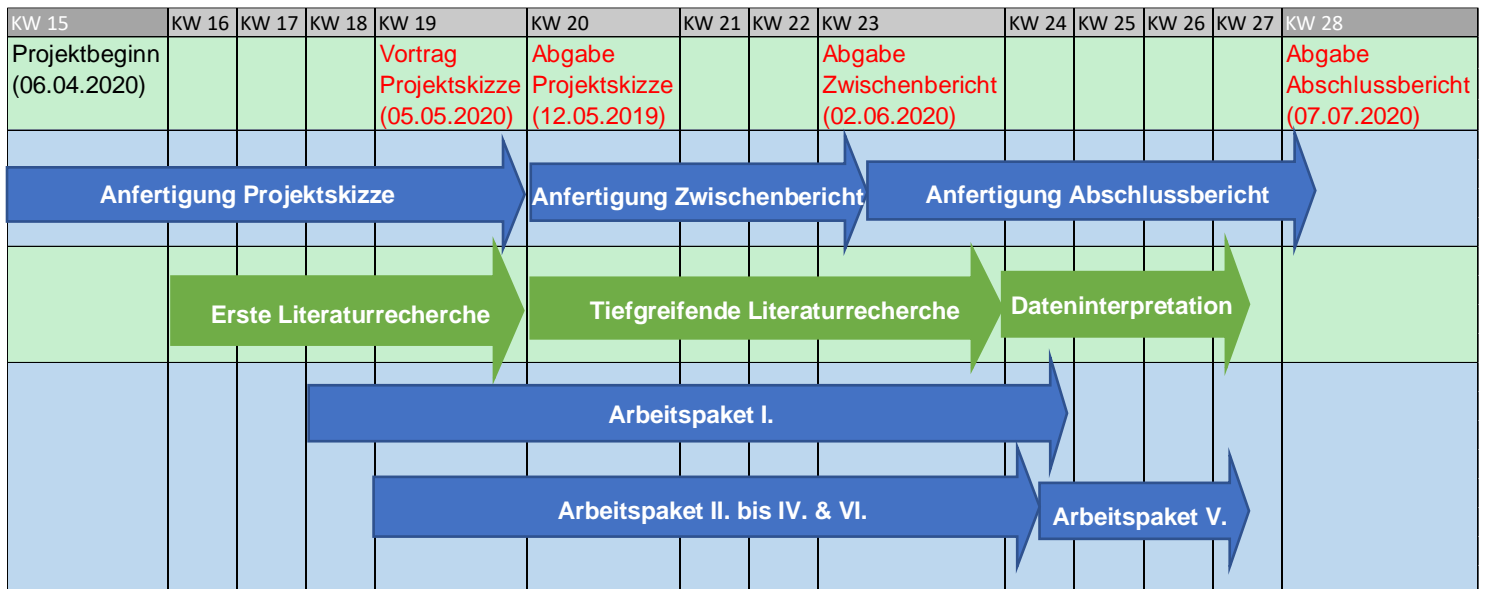 KW 15 KW 16 KW 17 KW 18 KW 19 KW 20 KW 21 KW 22 KW 23 KW 24 KW 25 KW 26 KW 27 KW 28
Projektbeginn
(06.04.2020)
Vortrag
Projektskizze
(05.05.2020)
Abgabe
Projektskizze
(12.05.2019)
Abgabe
Zwischenbericht
(02.06.2020)
Abgabe
Abschlussbericht
(07.07.2020)
Anfertigung Projektskizze
Anfertigung Zwischenbericht
Anfertigung Abschlussbericht
Erste Literaturrecherche
Tiefgreifende Literaturrecherche
Dateninterpretation
Arbeitspaket I.
Arbeitspaket II. bis IV. & VI.
Arbeitspaket V.